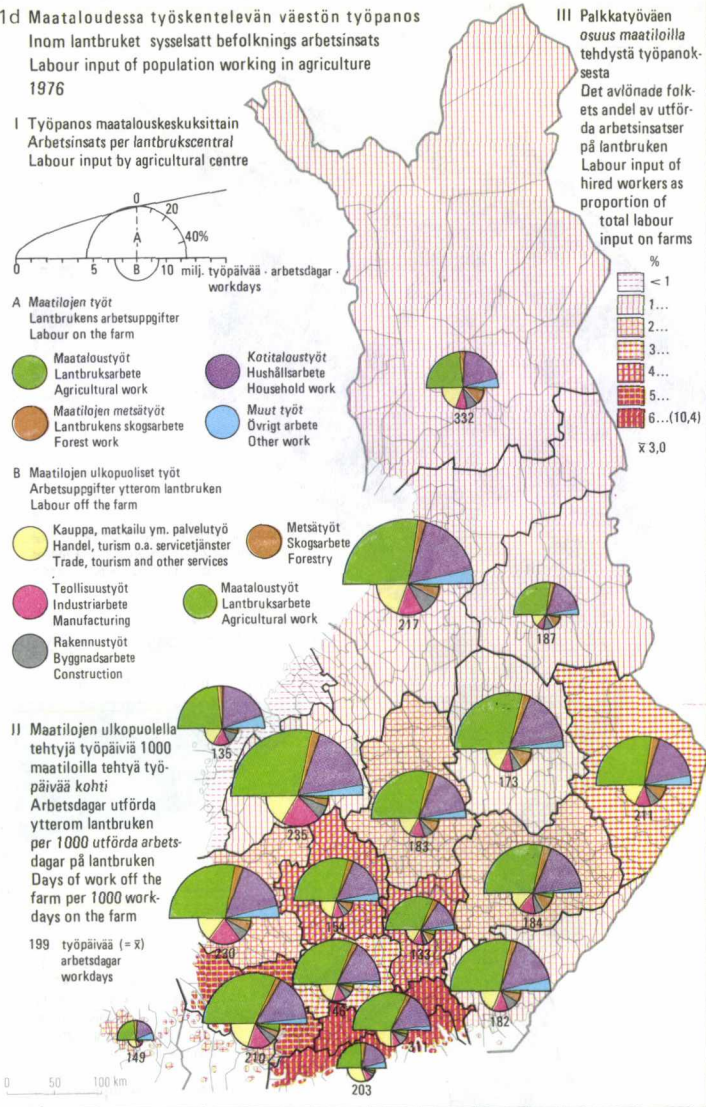 1d Maataloudessa työskentelevän väestön työpanos
Inom lantbruket sysselsatt befolknings arbetsinsats
Labour input of population working in agriculture
1976
I Työpanos maatalouskeskuksittain
Arbetsinsats per lantbrukscentral
Labour input by agricultural centre
0
20
40%
A
B
0 5 10 milj. työpäivää · arbetsdagar ·
workdays
A Maatilojen työt
Lantbrukens arbetsuppgifter
Labour on the farm
Maataloustyöt
Lantbruksarbete
Agricultural work
Kotitaloustyöt
Hushållsarbete
Household work
Maatilojen metsätyöt
Lantbrukens skogsarbete
Forest work
Muut työt
Övrigt arbete
Other work
B Maatilojen ulkopuoliset työt
Arbetsuppgifter ytterom lantbruken
Labour off the farm
Kauppa, matkailu ym. palvelutyö
Handel, turism o.a. servicetjänster
Trade, tourism and other services
Metsätyöt
Skogsarbete
Forestry
Teollisuustyöt
Industriarbete
Manufacturing
Maataloustyöt
Lantbruksarbete
Agricultural work
Rakennustyöt
Byggnadsarbete
Construction
II Maatilojen ulkopuolella
tehtyjä työpäiviä 1000
maatiloilla tehtyä työ-
päivää kohti
Arbetsdagar utförda
ytterom lantbruken
per 1000 utförda arbets-
dagar på lantbruken
Days of work off the
farm per 1000 work-
days on the farm
199 työpäivää (= x̄)
arbetsdagar
workdays
0 50 100 km
III Palkkatyöväen
osuus maatiloilla
tehdystä työpanok-
sesta
Det avlönade folk-
ets andel av utför-
da arbetsinsatser
på lantbruken
Labour input of
hired workers as
proportion of
total labour
input on farms
%
< 1
1...
2...
3...
4...
5...
6...(10,4)
x̄ 3,0
332
217
187
135
235
173
211
183
184
230
133
182
149
210
311
203